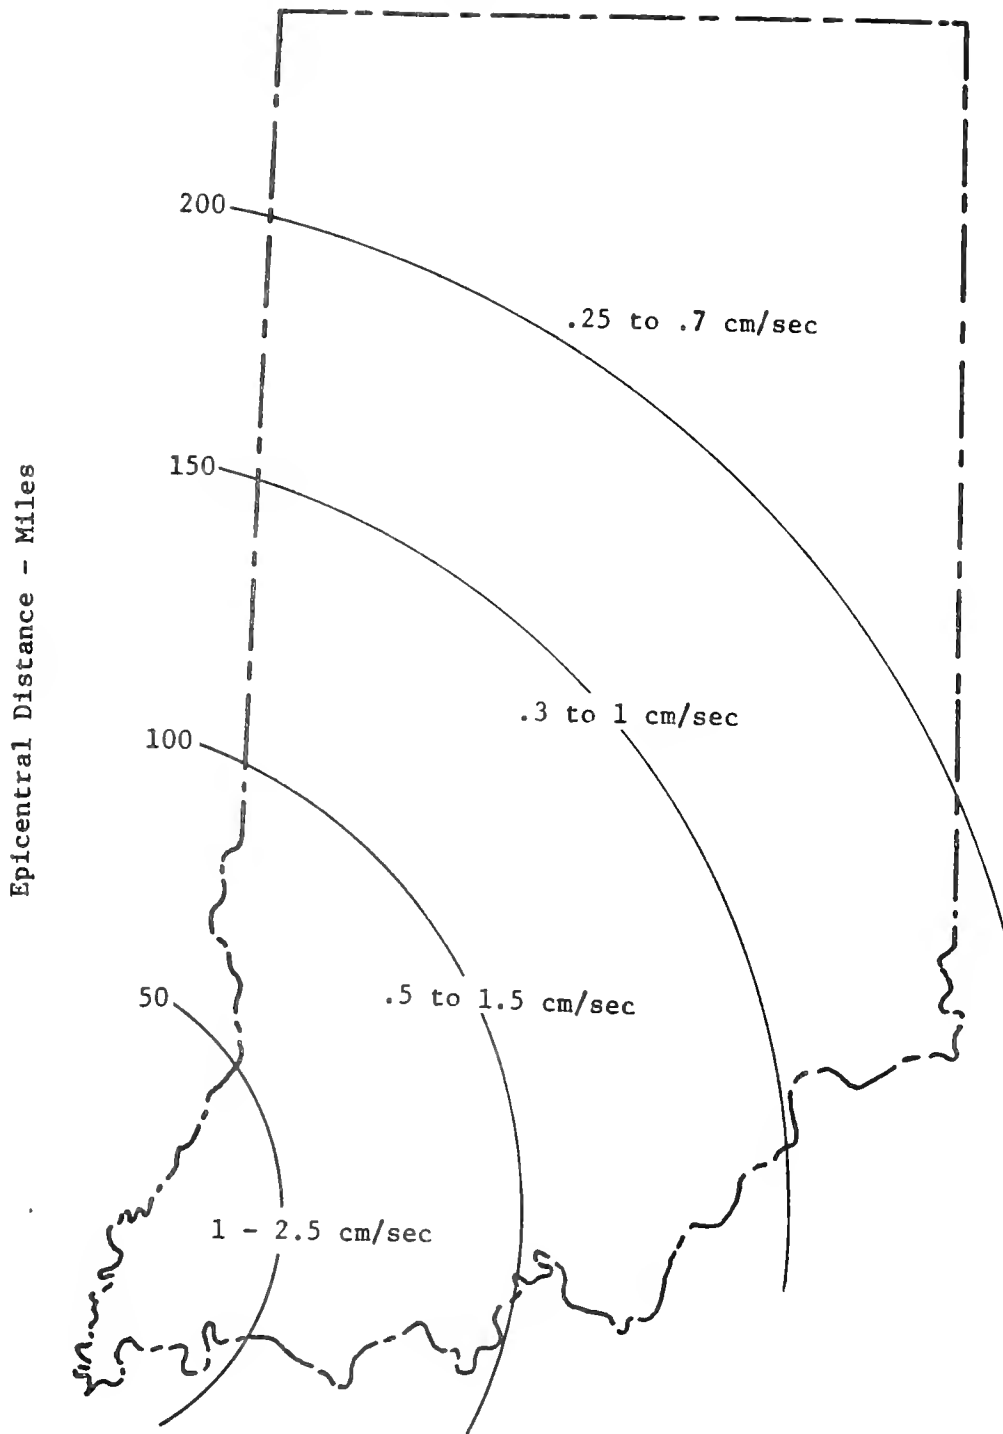 200
.25 to .7 cm/sec
150
Epicentral Distance - Miles
.3 to 1 cm/sec
100
50
.5 to 1.5 cm/sec
1 - 2.5 cm/sec